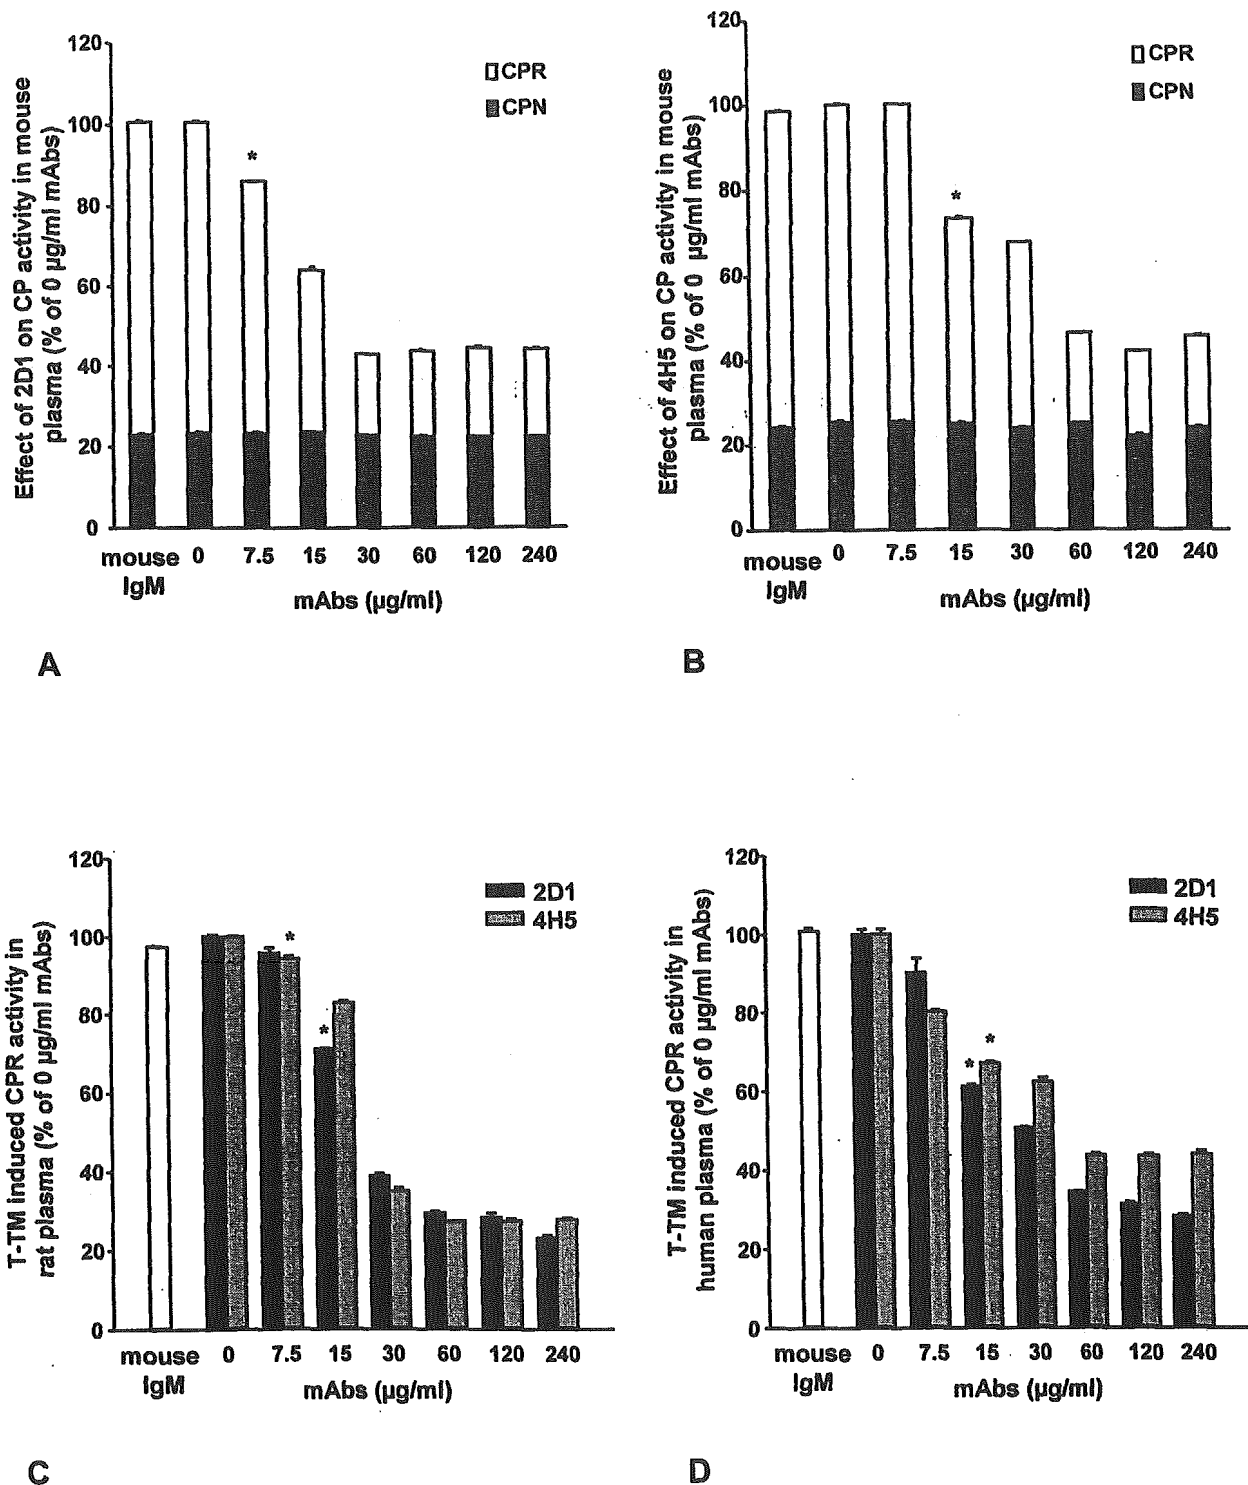 120
100
80
60
40
20
0
Effect of 2D1 on CP activity in mouse
plasma (% of 0 µg/ml mAbs)
CPR
CPN
*
mouse
IgM
0 7.5 15 30 60 120 240
mAbs (µg/ml)
A
120
100
80
60
40
20
0
Effect of 4H5 on CP activity in mouse
plasma (% of 0 µg/ml mAbs)
CPR
CPN
*
mouse
IgM
0 7.5 15 30 60 120 240
mAbs (µg/ml)
B
120
100
80
60
40
20
0
T-TM induced CPR activity in
rat plasma (% of 0 µg/ml mAbs)
2D1
4H5
*
*
mouse
IgM
0 7.5 15 30 60 120 240
mAbs (µg/ml)
C
120
100
80
60
40
20
0
T-TM induced CPR activity in
human plasma (% of 0 µg/ml mAbs)
2D1
4H5
* *
mouse
IgM
0 7.5 15 30 60 120 240
mAbs (µg/ml)
D